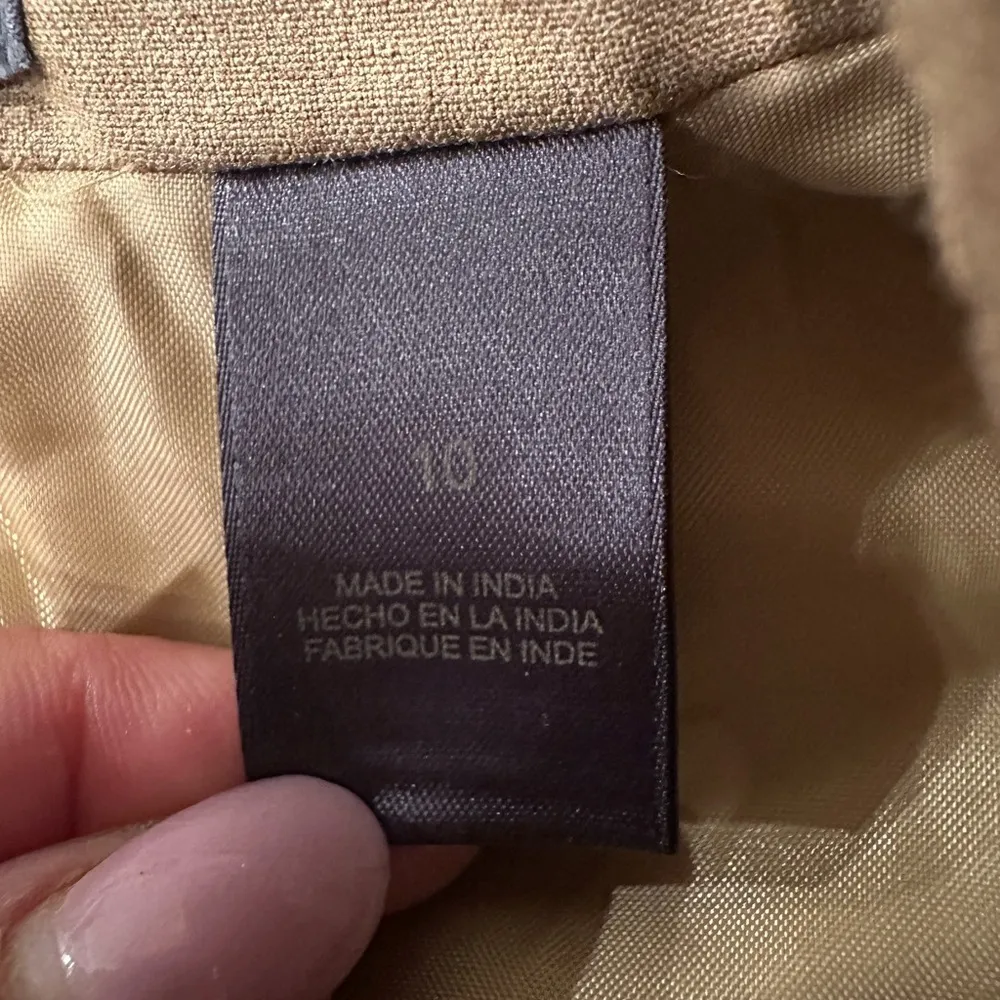 10
MADE IN INDIA
HECHO EN LA INDIA
FABRIQUE EN INDE